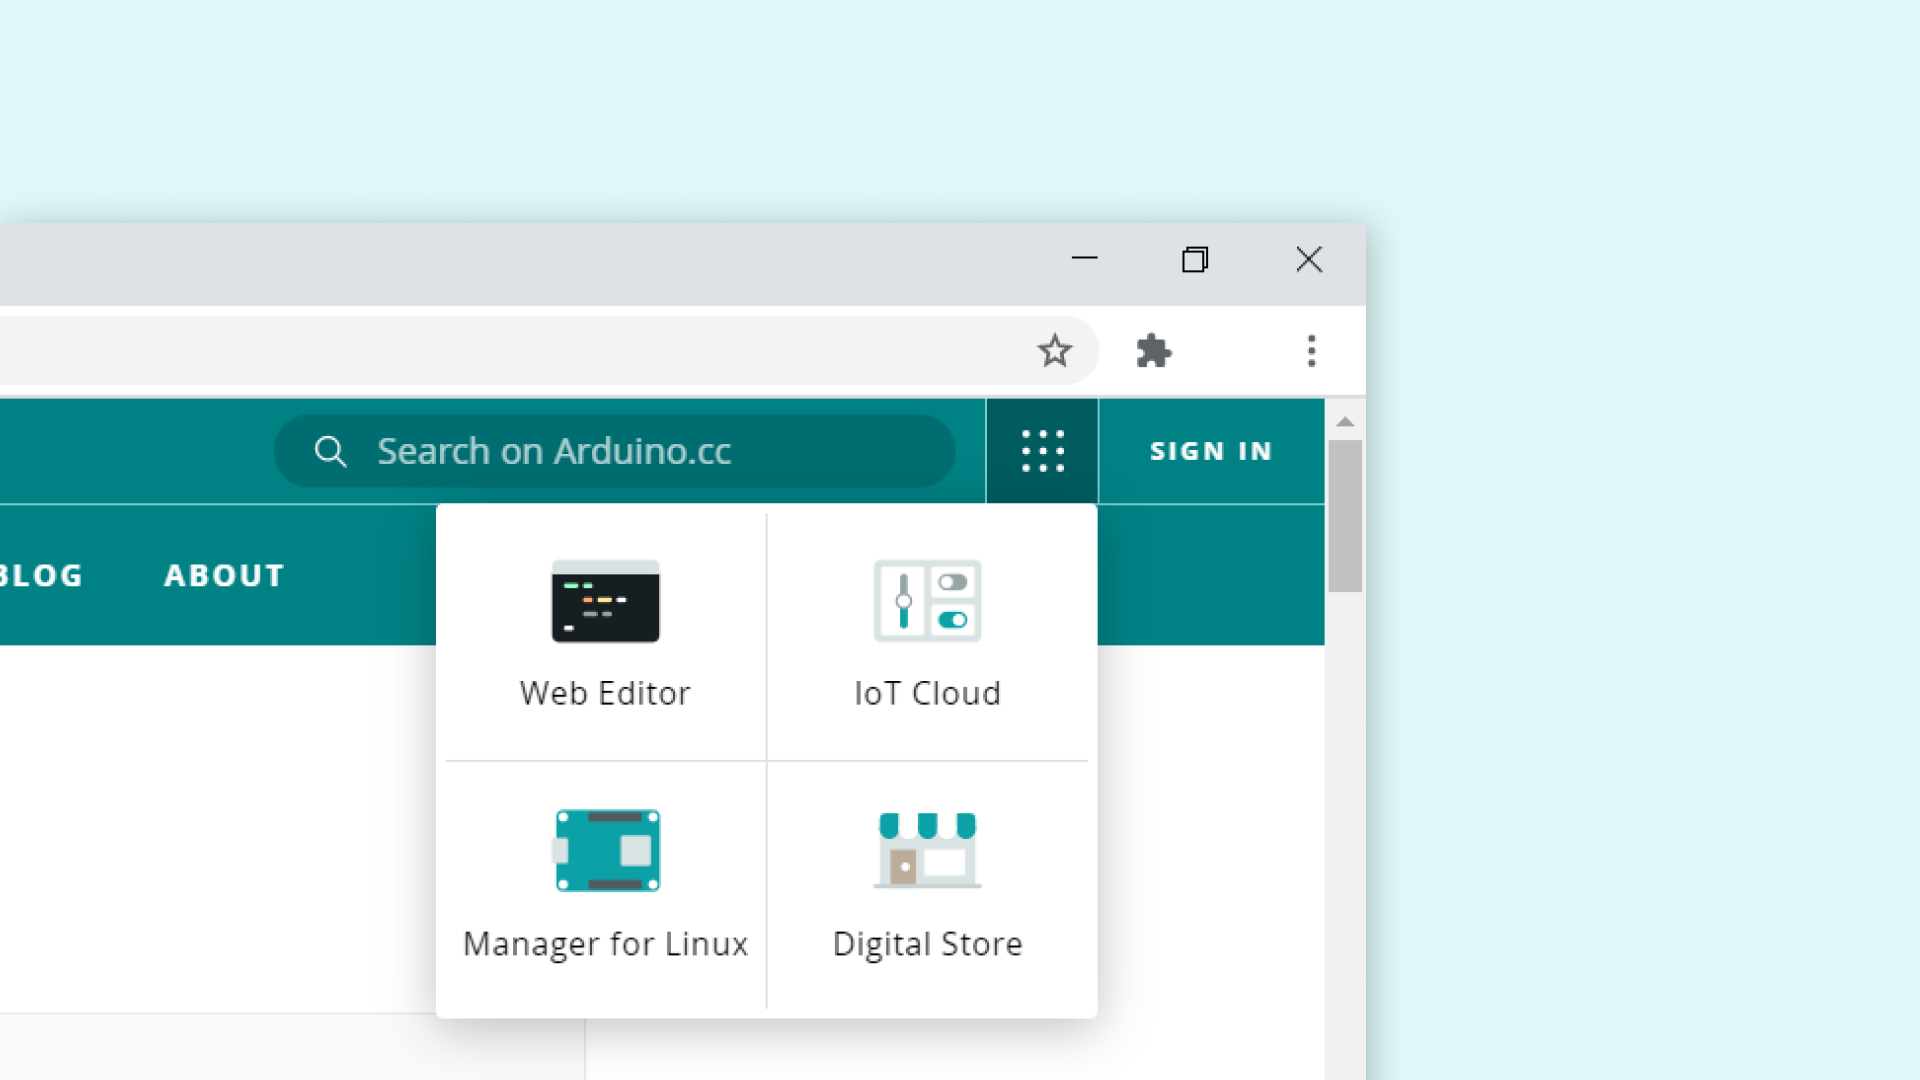 Search on Arduino.cc
SIGN IN
BLOG
ABOUT
Web Editor
IoT Cloud
Manager for Linux
Digital Store